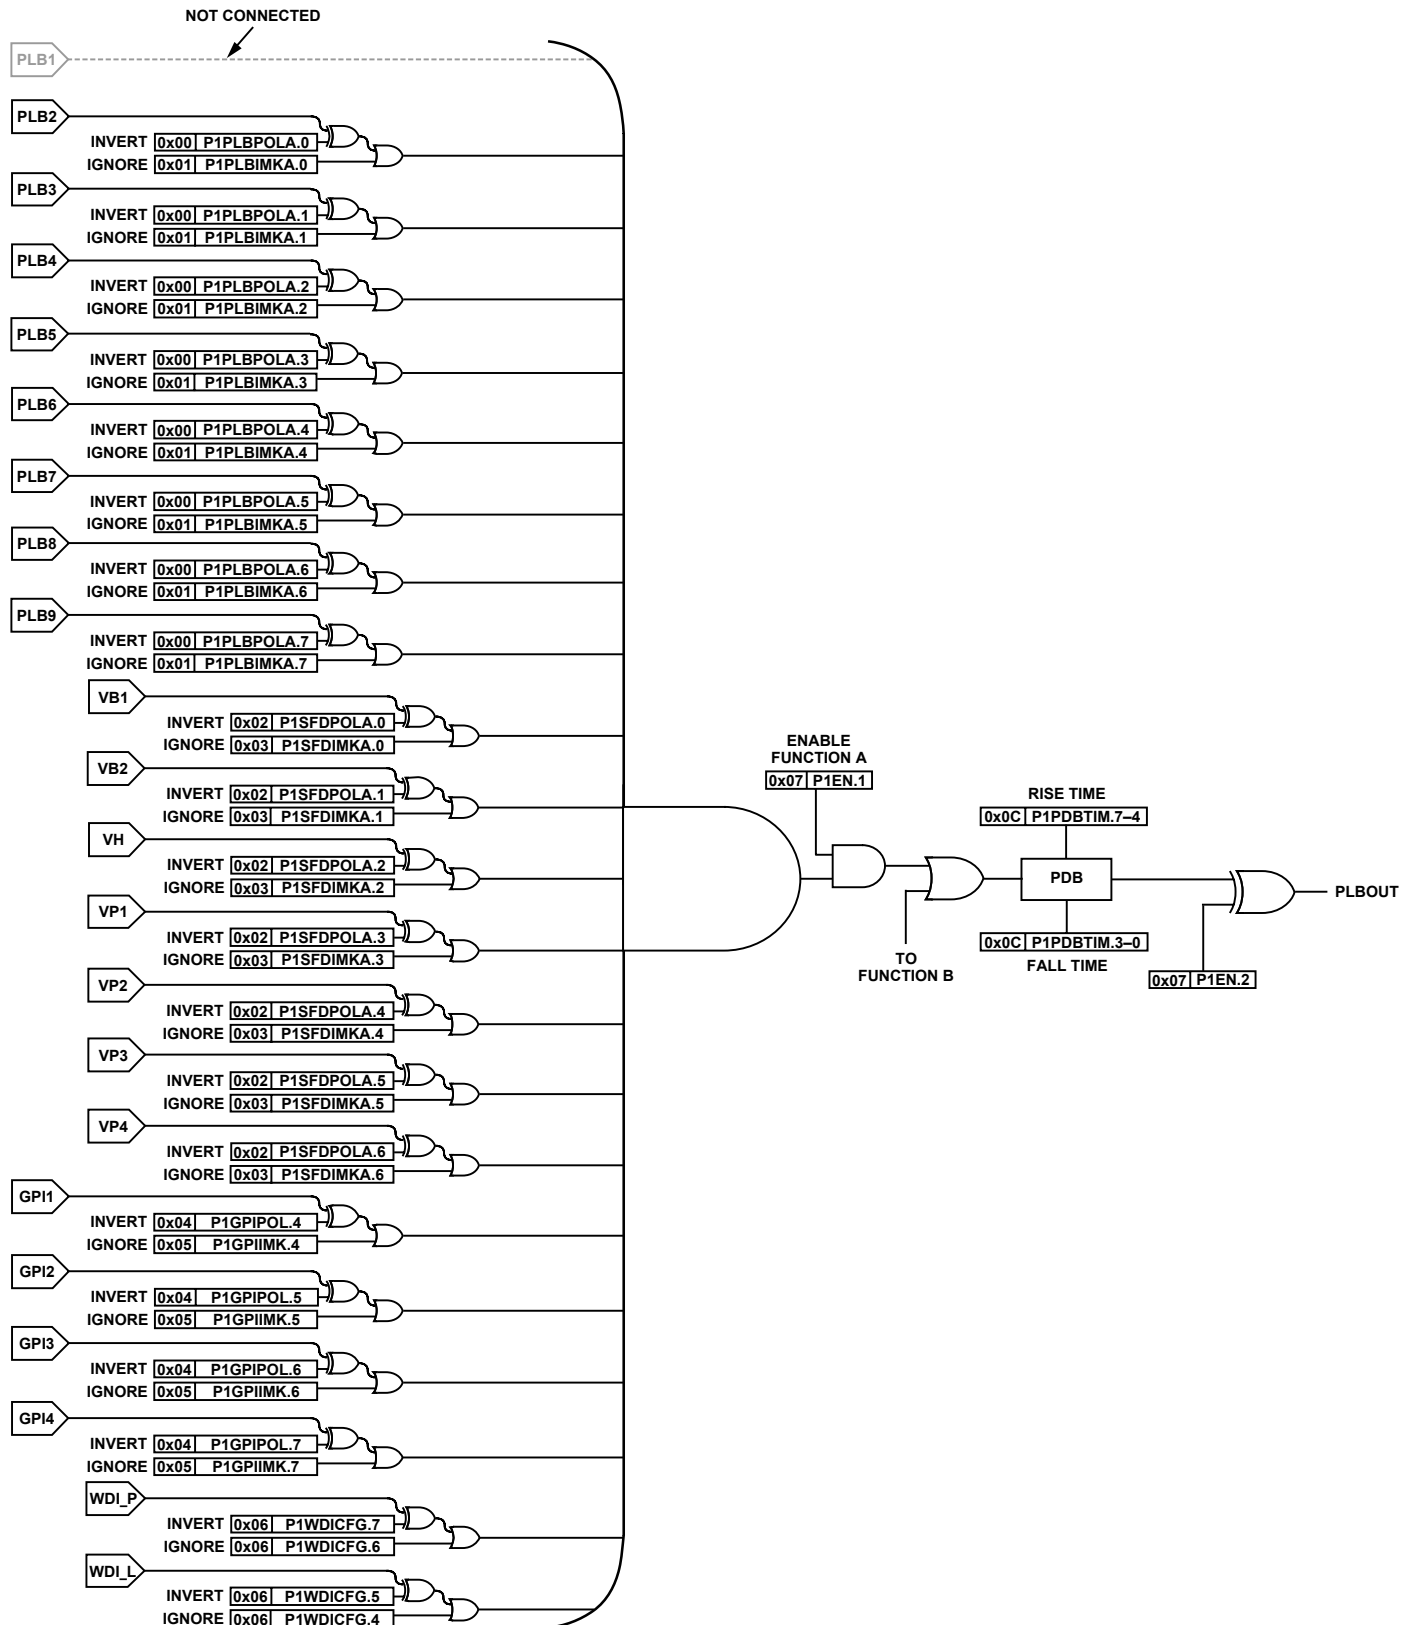 NOT CONNECTED
PLB1
PLB2
INVERT 0x00 P1PLBPOLA.0
IGNORE 0x01 P1PLBIMKA.0
PLB3
INVERT 0x00 P1PLBPOLA.1
IGNORE 0x01 P1PLBIMKA.1
PLB4
INVERT 0x00 P1PLBPOLA.2
IGNORE 0x01 P1PLBIMKA.2
PLB5
INVERT 0x00 P1PLBPOLA.3
IGNORE 0x01 P1PLBIMKA.3
PLB6
INVERT 0x00 P1PLBPOLA.4
IGNORE 0x01 P1PLBIMKA.4
PLB7
INVERT 0x00 P1PLBPOLA.5
IGNORE 0x01 P1PLBIMKA.5
PLB8
INVERT 0x00 P1PLBPOLA.6
IGNORE 0x01 P1PLBIMKA.6
PLB9
INVERT 0x00 P1PLBPOLA.7
IGNORE 0x01 P1PLBIMKA.7
VB1
INVERT 0x02 P1SFDPOLA.0
IGNORE 0x03 P1SFDIMKA.0
VB2
INVERT 0x02 P1SFDPOLA.1
IGNORE 0x03 P1SFDIMKA.1
VH
INVERT 0x02 P1SFDPOLA.2
IGNORE 0x03 P1SFDIMKA.2
VP1
INVERT 0x02 P1SFDPOLA.3
IGNORE 0x03 P1SFDIMKA.3
VP2
INVERT 0x02 P1SFDPOLA.4
IGNORE 0x03 P1SFDIMKA.4
VP3
INVERT 0x02 P1SFDPOLA.5
IGNORE 0x03 P1SFDIMKA.5
VP4
INVERT 0x02 P1SFDPOLA.6
IGNORE 0x03 P1SFDIMKA.6
GPI1
INVERT 0x04 P1GPIPOL.4
IGNORE 0x05 P1GPIIMK.4
GPI2
INVERT 0x04 P1GPIPOL.5
IGNORE 0x05 P1GPIIMK.5
GPI3
INVERT 0x04 P1GPIPOL.6
IGNORE 0x05 P1GPIIMK.6
GPI4
INVERT 0x04 P1GPIPOL.7
IGNORE 0x05 P1GPIIMK.7
WDI_P
INVERT 0x06 P1WDICFG.7
IGNORE 0x06 P1WDICFG.6
WDI_L
INVERT 0x06 P1WDICFG.5
IGNORE 0x06 P1WDICFG.4
ENABLE
FUNCTION A
0x07 P1EN.1
TO
FUNCTION B
RISE TIME
0x0C P1PDBTIM.7–4
PDB
0x0C P1PDBTIM.3–0
FALL TIME
0x07 P1EN.2
PLBOUT